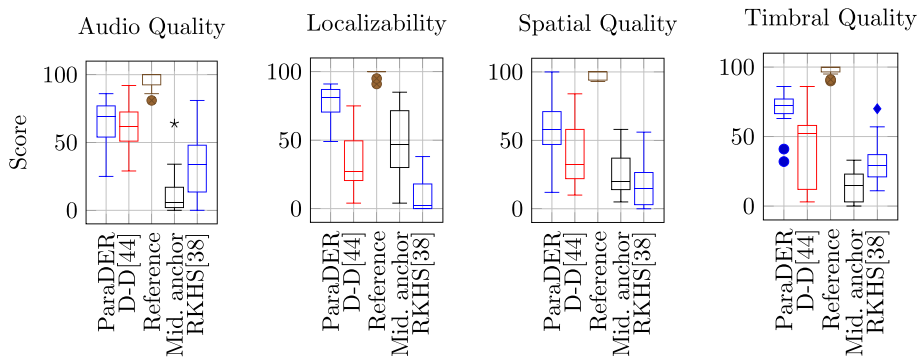 Audio Quality
Localizability
Spatial Quality
Timbral Quality
Score
100
50
0
ParaDER
D-D[44]
Reference
Mid. anchor
RKHS[38]
100
50
0
ParaDER
D-D[44]
Reference
Mid. anchor
RKHS[38]
100
50
0
ParaDER
D-D[44]
Reference
Mid. anchor
RKHS[38]
100
50
0
ParaDER
D-D[44]
Reference
Mid. anchor
RKHS[38]